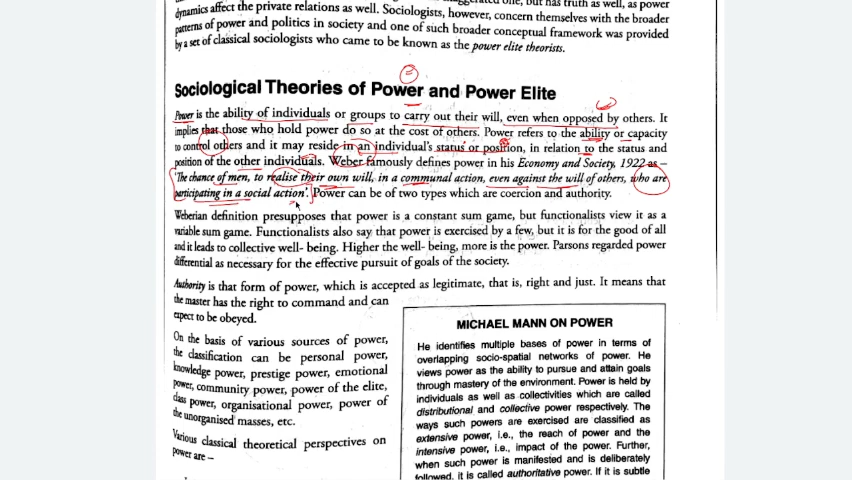 dynamics affect the private relations as well. Sociologists, however, concern themselves with the broader
patterns of power and politics in society and one of such broader conceptual framework was provided
by a set of classical sociologists who came to be known as the power elite theorists.
Sociological Theories of Power and Power Elite
Power is the ability of individuals or groups to carry out their will, even when opposed by others. It
implies that those who hold power do so at the cost of others. Power refers to the ability or capacity
to control others and it may reside in an individual's status or position, in relation to the status and
position of the other individuals. Weber famously defines power in his Economy and Society, 1922 as –
'The chance of men, to realise their own will, in a communal action, even against the will of others, who are
participating in a social action'. Power can be of two types which are coercion and authority.
Weberian definition presupposes that power is a constant sum game, but functionalists view it as a
variable sum game. Functionalists also say that power is exercised by a few, but it is for the good of all
and it leads to collective well- being. Higher the well- being, more is the power. Parsons regarded power
differential as necessary for the effective pursuit of goals of the society.
Authority is that form of power, which is accepted as legitimate, that is, right and just. It means that
the master has the right to command and can
expect to be obeyed.
On the basis of various sources of power,
the classification can be personal power,
knowledge power, prestige power, emotional
power, community power, power of the elite,
class power, organisational power, power of
the unorganised masses, etc.
Various classical theoretical perspectives on
power are –
MICHAEL MANN ON POWER
He identifies multiple bases of power in terms of
overlapping socio-spatial networks of power. He
views power as the ability to pursue and attain goals
through mastery of the environment. Power is held by
individuals as well as collectivities which are called
distributional and collective power respectively. The
ways such powers are exercised are classified as
extensive power, i.e., the reach of power and the
intensive power, i.e., impact of the power. Further,
when such power is manifested and is deliberately
followed, it is called authoritative power. If it is subtle